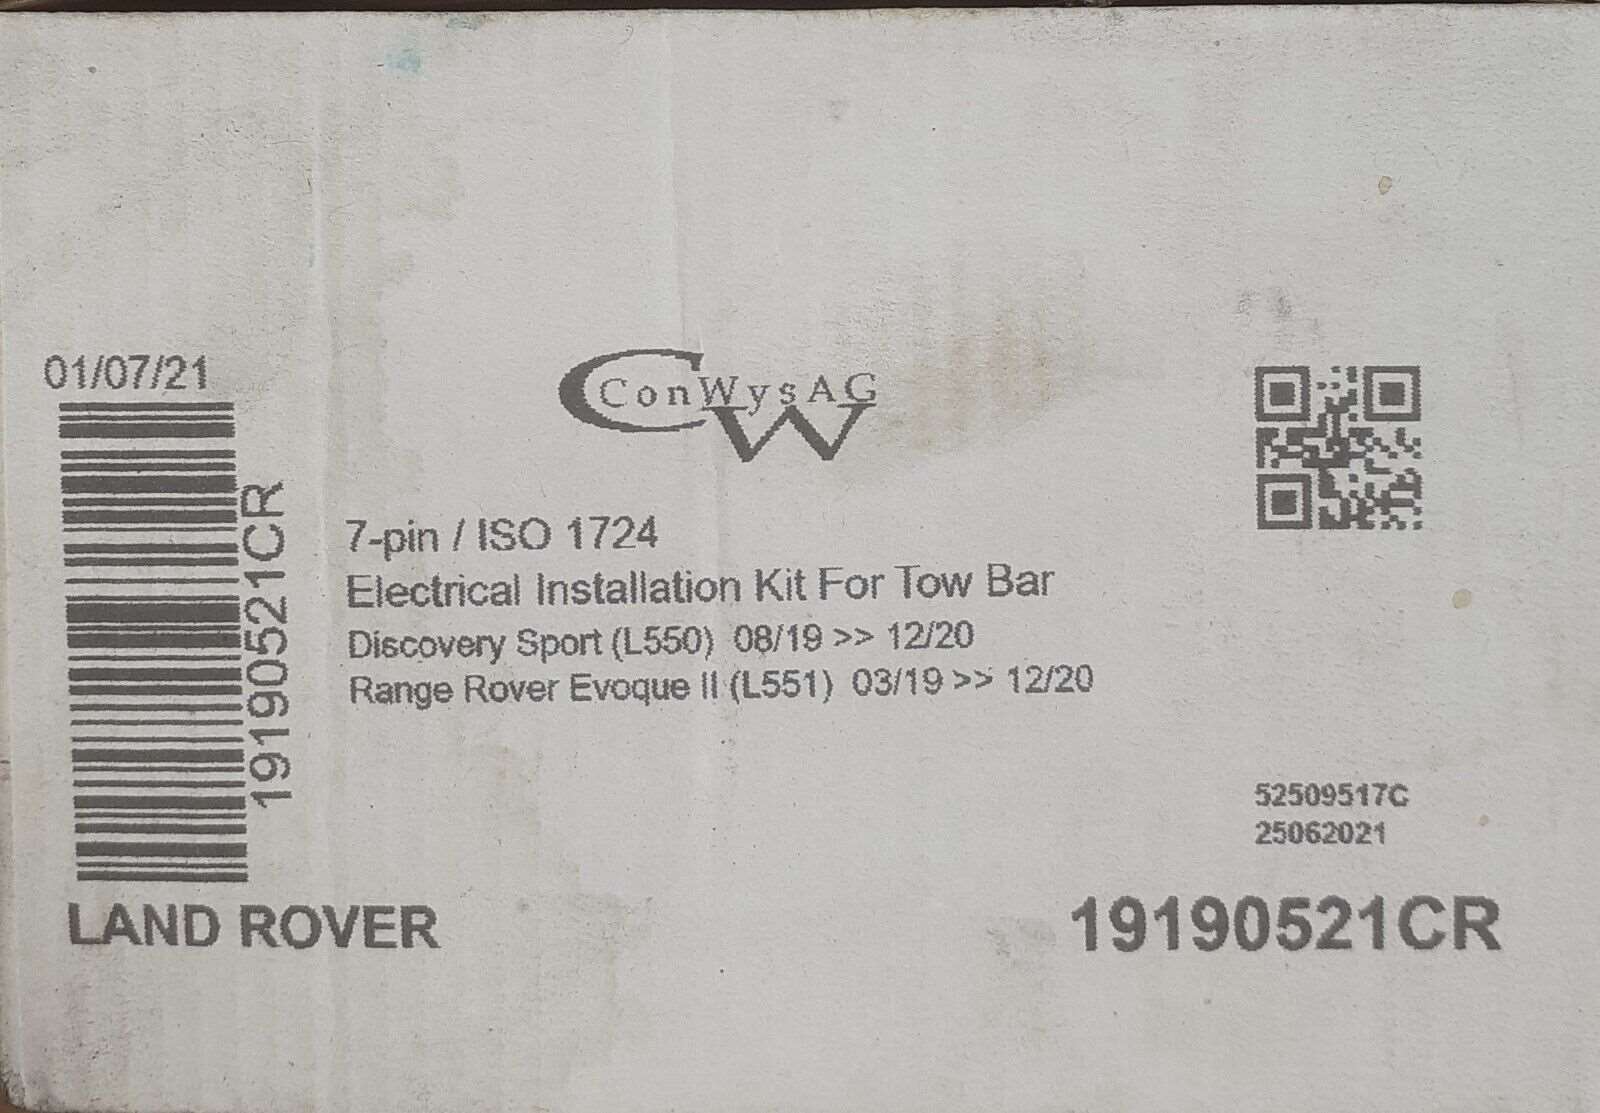 01/07/21
19190521CR
ConWysAG
CW
7-pin / ISO 1724
Electrical Installation Kit For Tow Bar
Discovery Sport (L550) 08/19 >> 12/20
Range Rover Evoque II (L551) 03/19 >> 12/20
52509517C
25062021
LAND ROVER
19190521CR